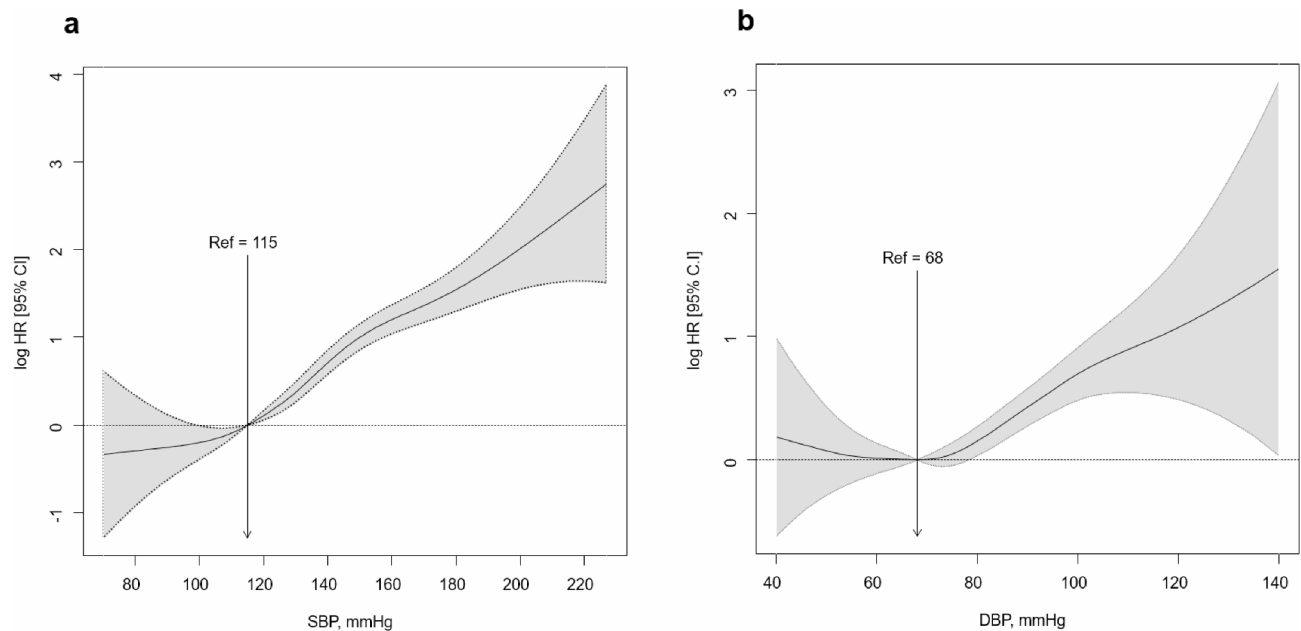 a
log HR [95% CI]
4
3
2
1
0
-1
Ref = 115
80 100 120 140 160 180 200 220
SBP, mmHg
b
log HR [95% C.I]
3
2
1
0
Ref = 68
40 60 80 100 120 140
DBP, mmHg